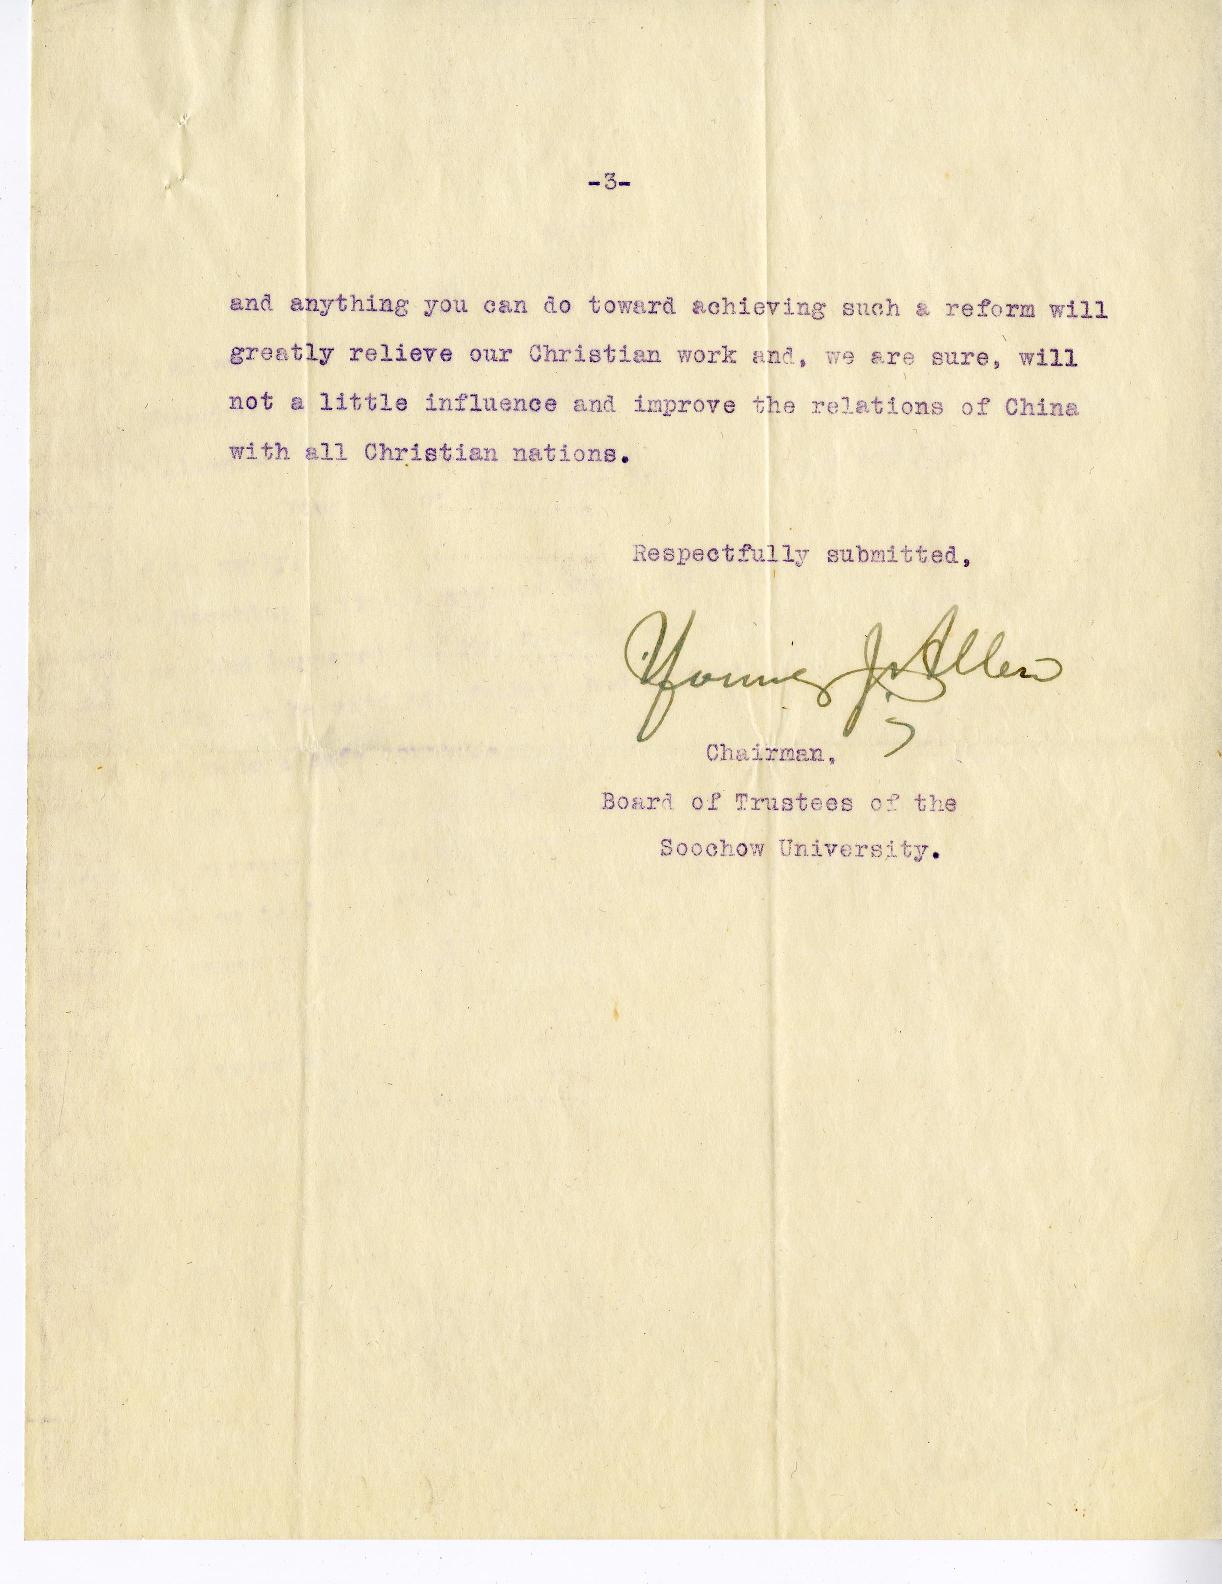 -3-
and anything you can do toward achieving such a reform will
greatly relieve our Christian work and, we are sure, will
not a little influence and improve the relations of China
with all Christian nations.
Respectfully submitted,
Young J. Allen
Chairman,
Board of Trustees of the
Soochow University.